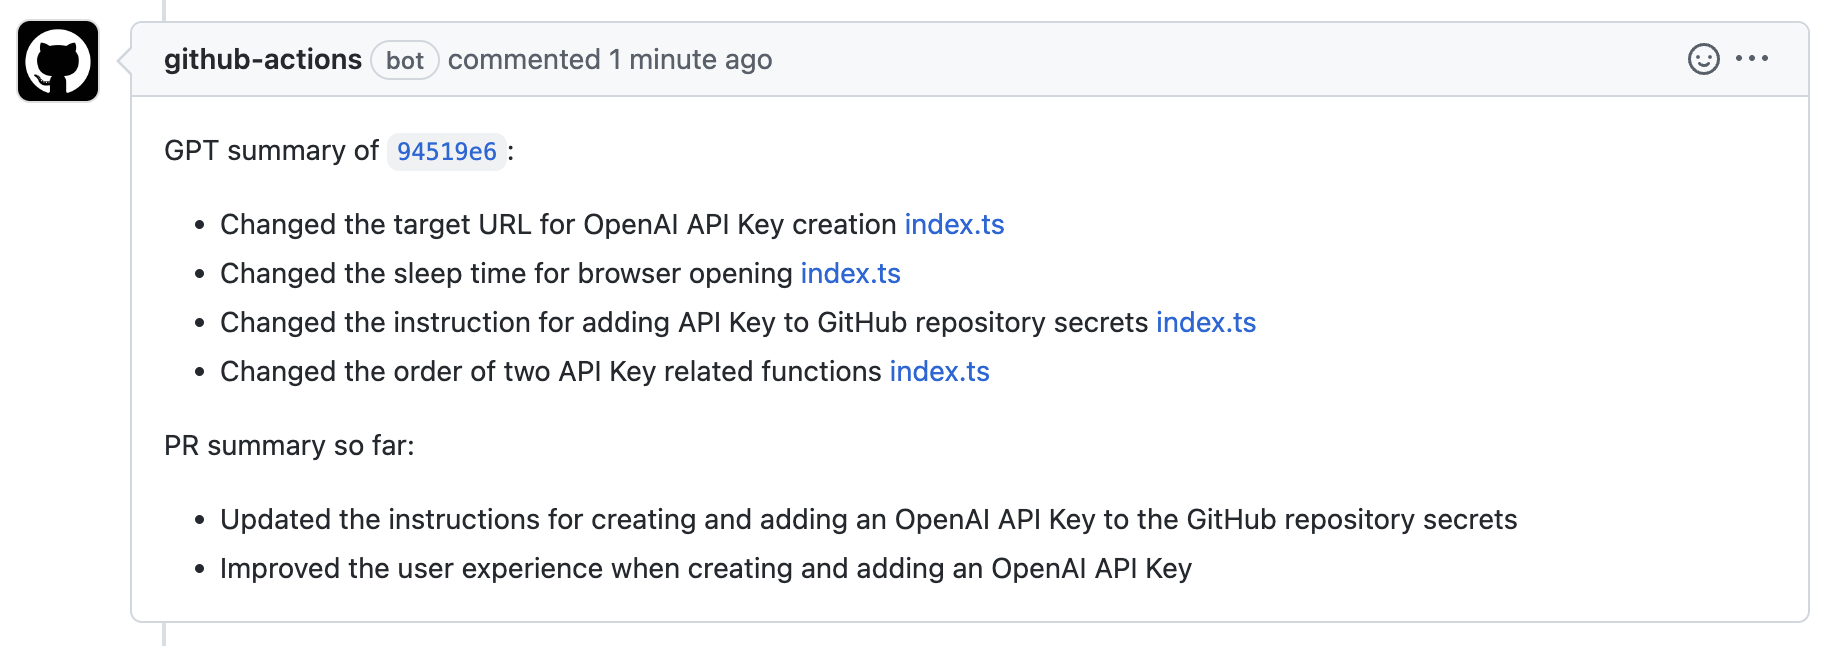 github-actions bot commented 1 minute ago
GPT summary of 94519e6:
• Changed the target URL for OpenAI API Key creation index.ts
• Changed the sleep time for browser opening index.ts
• Changed the instruction for adding API Key to GitHub repository secrets index.ts
• Changed the order of two API Key related functions index.ts
PR summary so far:
• Updated the instructions for creating and adding an OpenAI API Key to the GitHub repository secrets
• Improved the user experience when creating and adding an OpenAI API Key